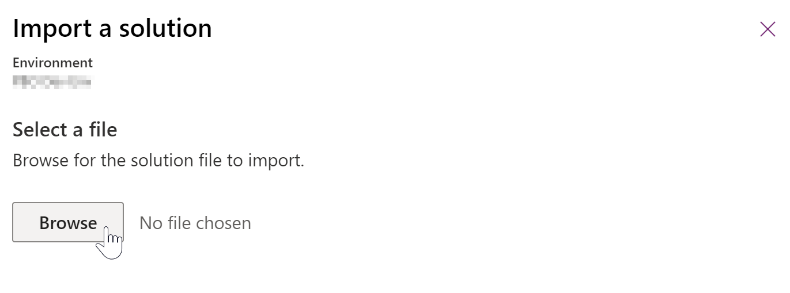 Import a solution
Environment
Select a file
Browse for the solution file to import.
Browse
No file chosen